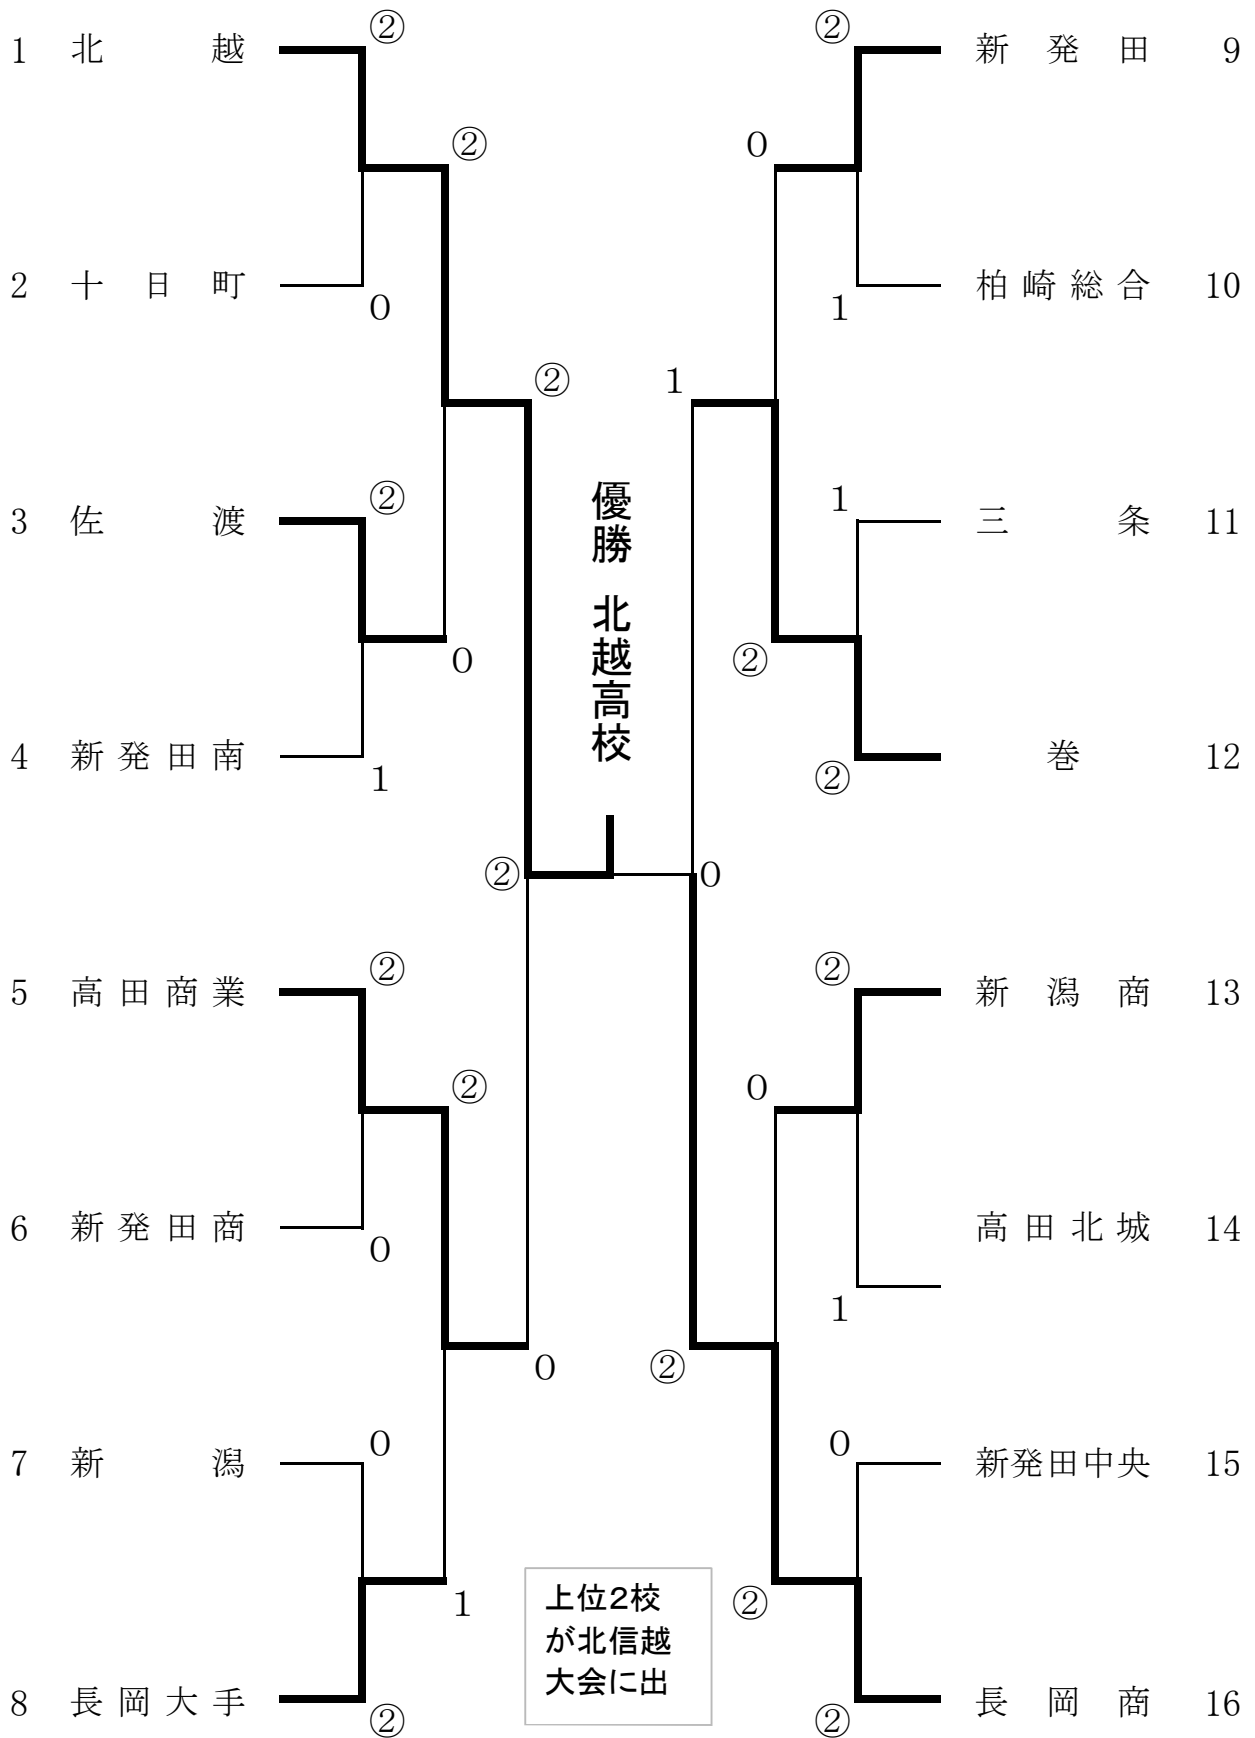 1 北越 ②
② 新発田 9
②
0
2 十日町 0
1 柏崎総合 10
②
1
3 佐渡 ②
1 三条 11
0
②
4 新発田南 1
② 巻 12
優勝 北越高校
②
0
5 高田商業 ②
② 新潟商 13
②
0
6 新発田商 0
1 高田北城 14
0
②
7 新潟 0
0 新発田中央 15
1
②
8 長岡大手 ②
② 長岡商 16
上位2校
が北信越
大会に出